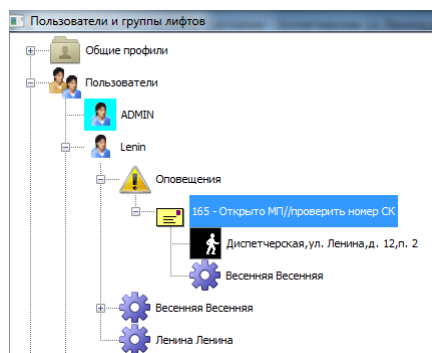 Пользователи и группы лифтов
Общие профили
Пользователи
ADMIN
Lenin
Оповещения
165 - Открыто МП//проверить номер СК
Диспетчерская,ул. Ленина,д. 12,п. 2
Весенняя Весенняя
Весенняя Весенняя
Ленина Ленина